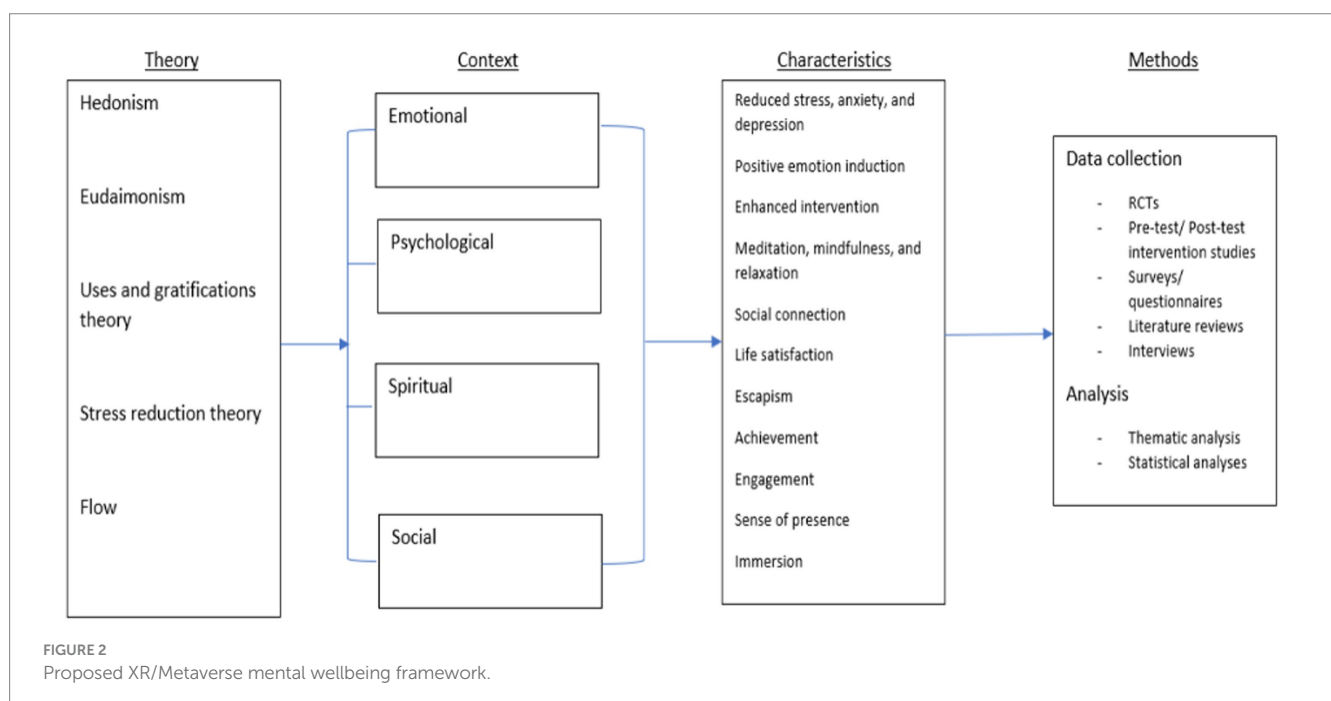 Theory
Hedonism
Eudaimonism
Uses and gratifications
theory
Stress reduction theory
Flow
Context
Emotional
Psychological
Spiritual
Social
Characteristics
Reduced stress, anxiety, and
depression
Positive emotion induction
Enhanced intervention
Meditation, mindfulness, and
relaxation
Social connection
Life satisfaction
Escapism
Achievement
Engagement
Sense of presence
Immersion
Methods
Data collection
- RCTs
- Pre-test/ Post-test
intervention studies
- Surveys/
questionnaires
- Literature reviews
- Interviews
Analysis
- Thematic analysis
- Statistical analyses
FIGURE 2
Proposed XR/Metaverse mental wellbeing framework.